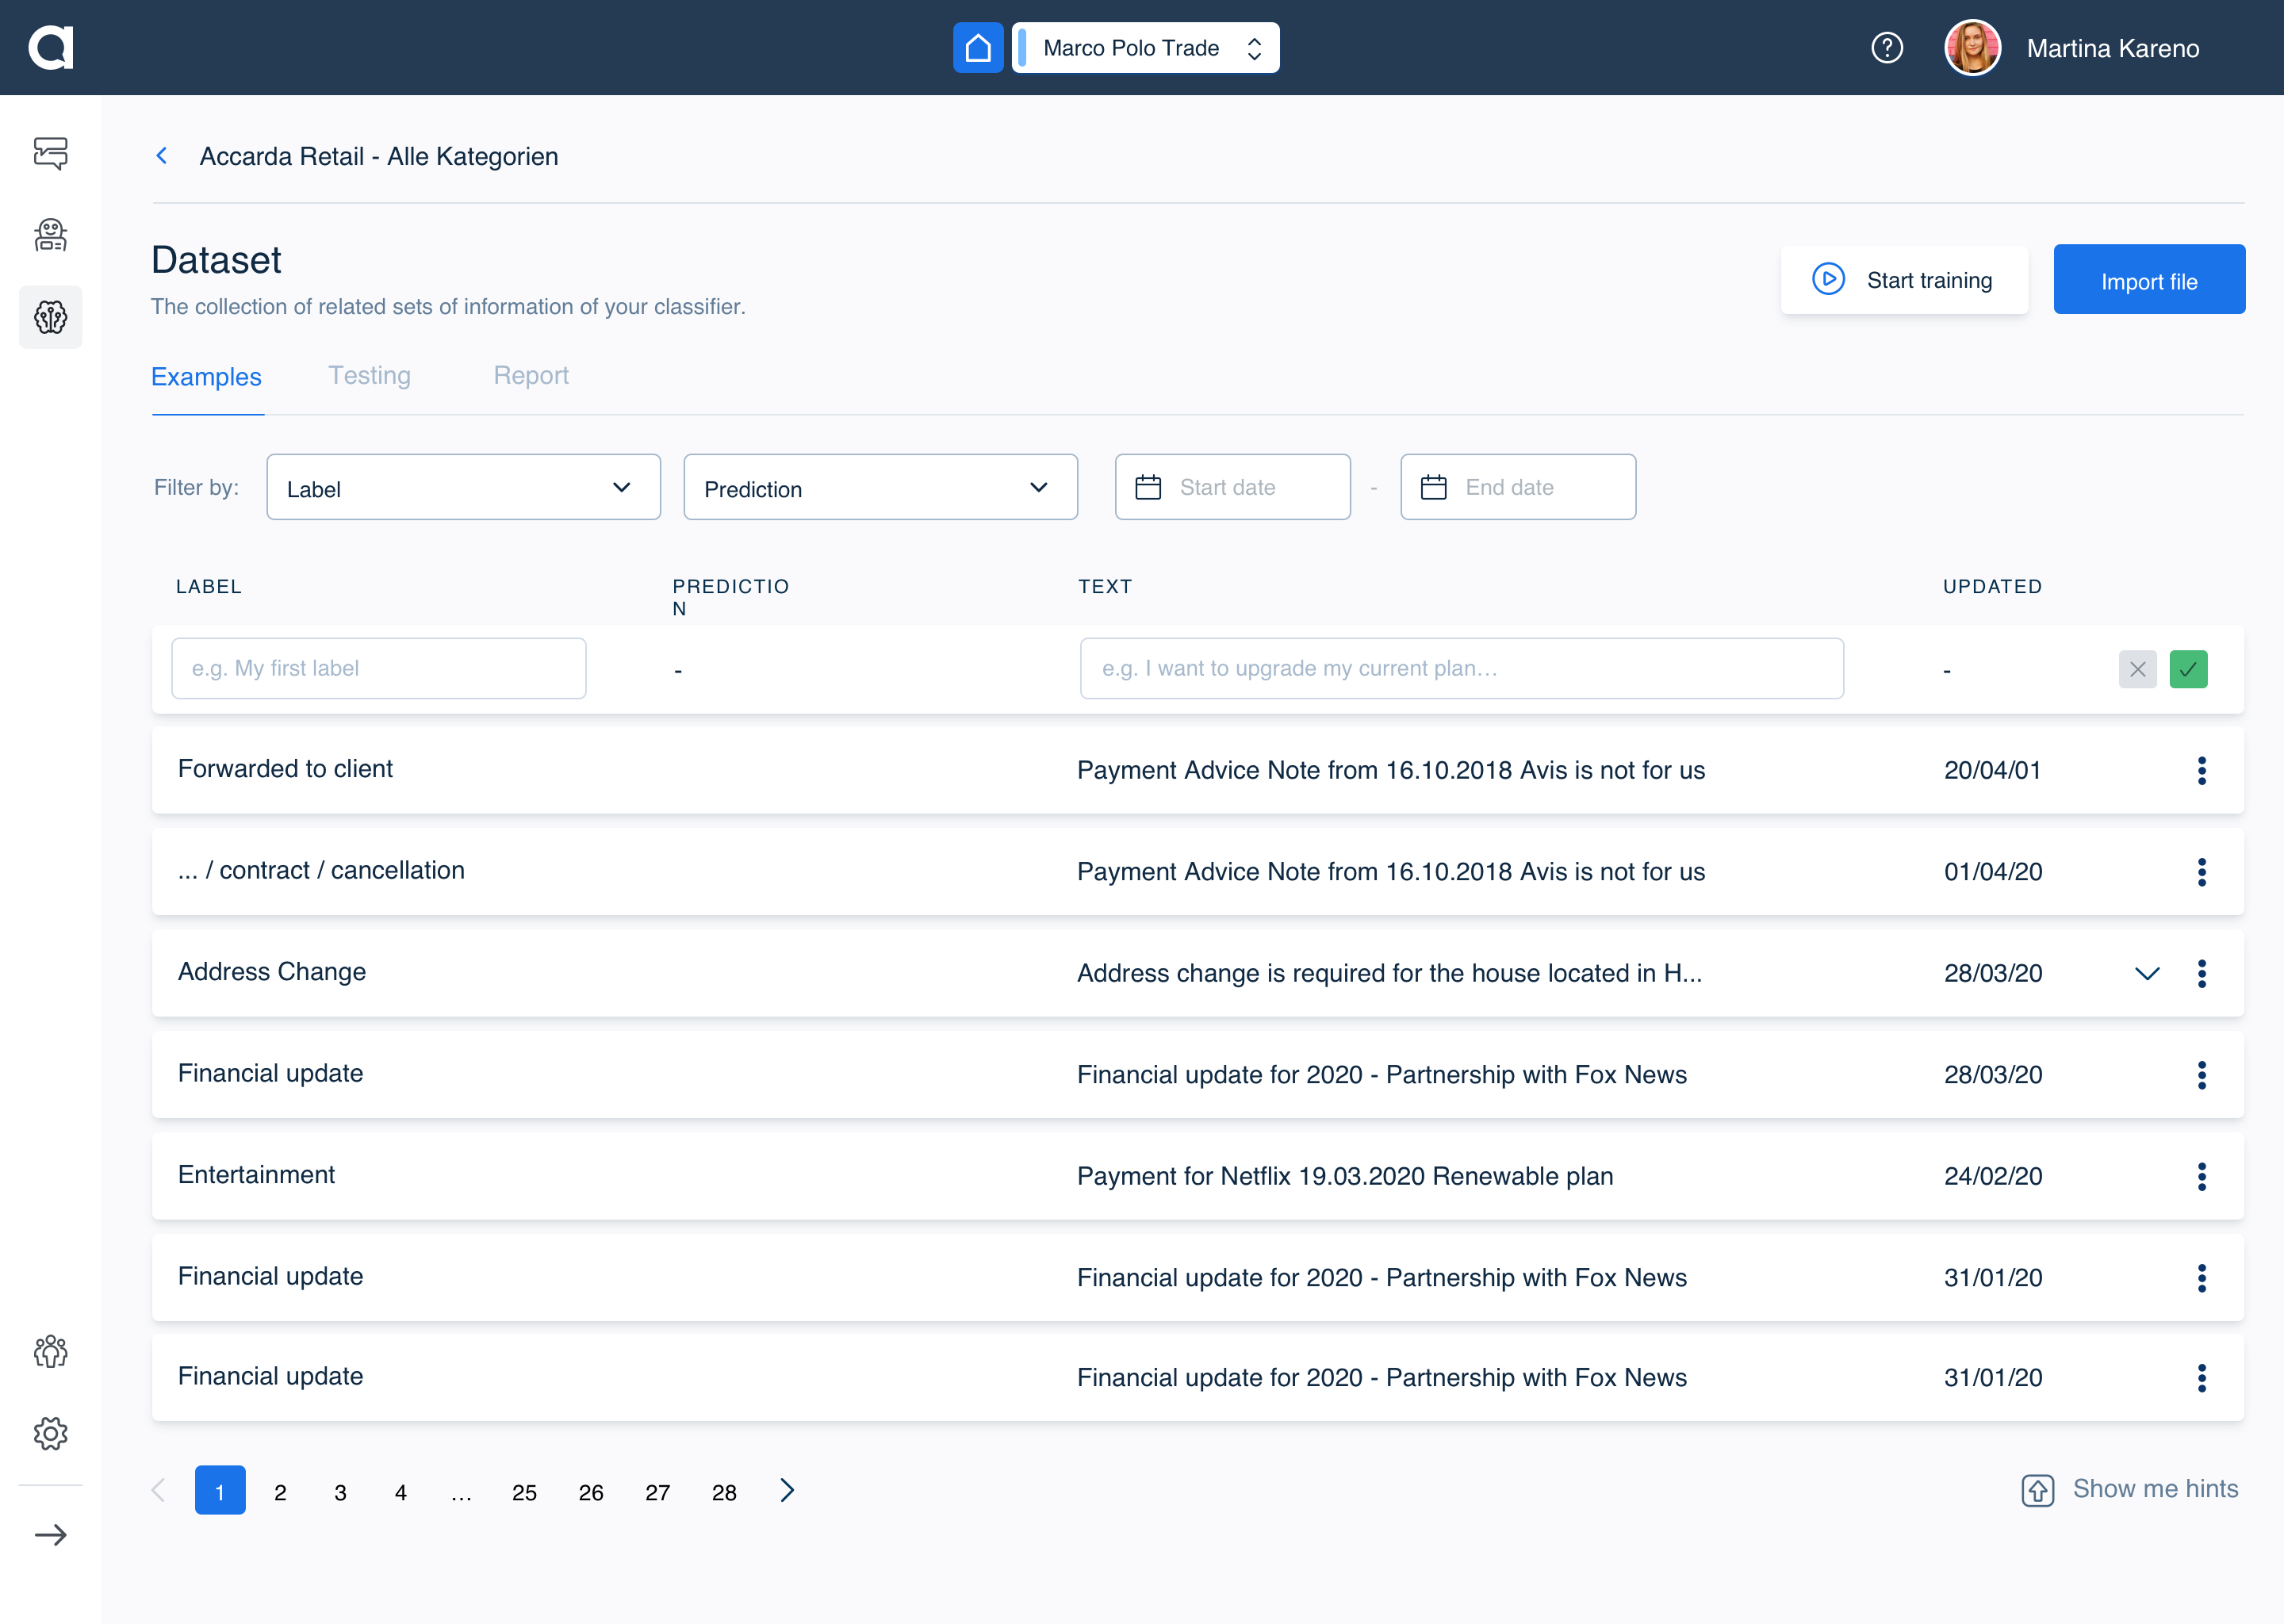 Marco Polo Trade
Martina Kareno
Accarda Retail - Alle Kategorien
Dataset
The collection of related sets of information of your classifier.
Start training
Import file
Examples Testing Report
Filter by: Label Prediction Start date - End date
LABEL PREDICTIO TEXT UPDATED
N
e.g. My first label - e.g. I want to upgrade my current plan... -
Forwarded to client Payment Advice Note from 16.10.2018 Avis is not for us 20/04/01
... / contract / cancellation Payment Advice Note from 16.10.2018 Avis is not for us 01/04/20
Address Change Address change is required for the house located in H... 28/03/20
Financial update Financial update for 2020 - Partnership with Fox News 28/03/20
Entertainment Payment for Netflix 19.03.2020 Renewable plan 24/02/20
Financial update Financial update for 2020 - Partnership with Fox News 31/01/20
Financial update Financial update for 2020 - Partnership with Fox News 31/01/20
1 2 3 4 ... 25 26 27 28
Show me hints